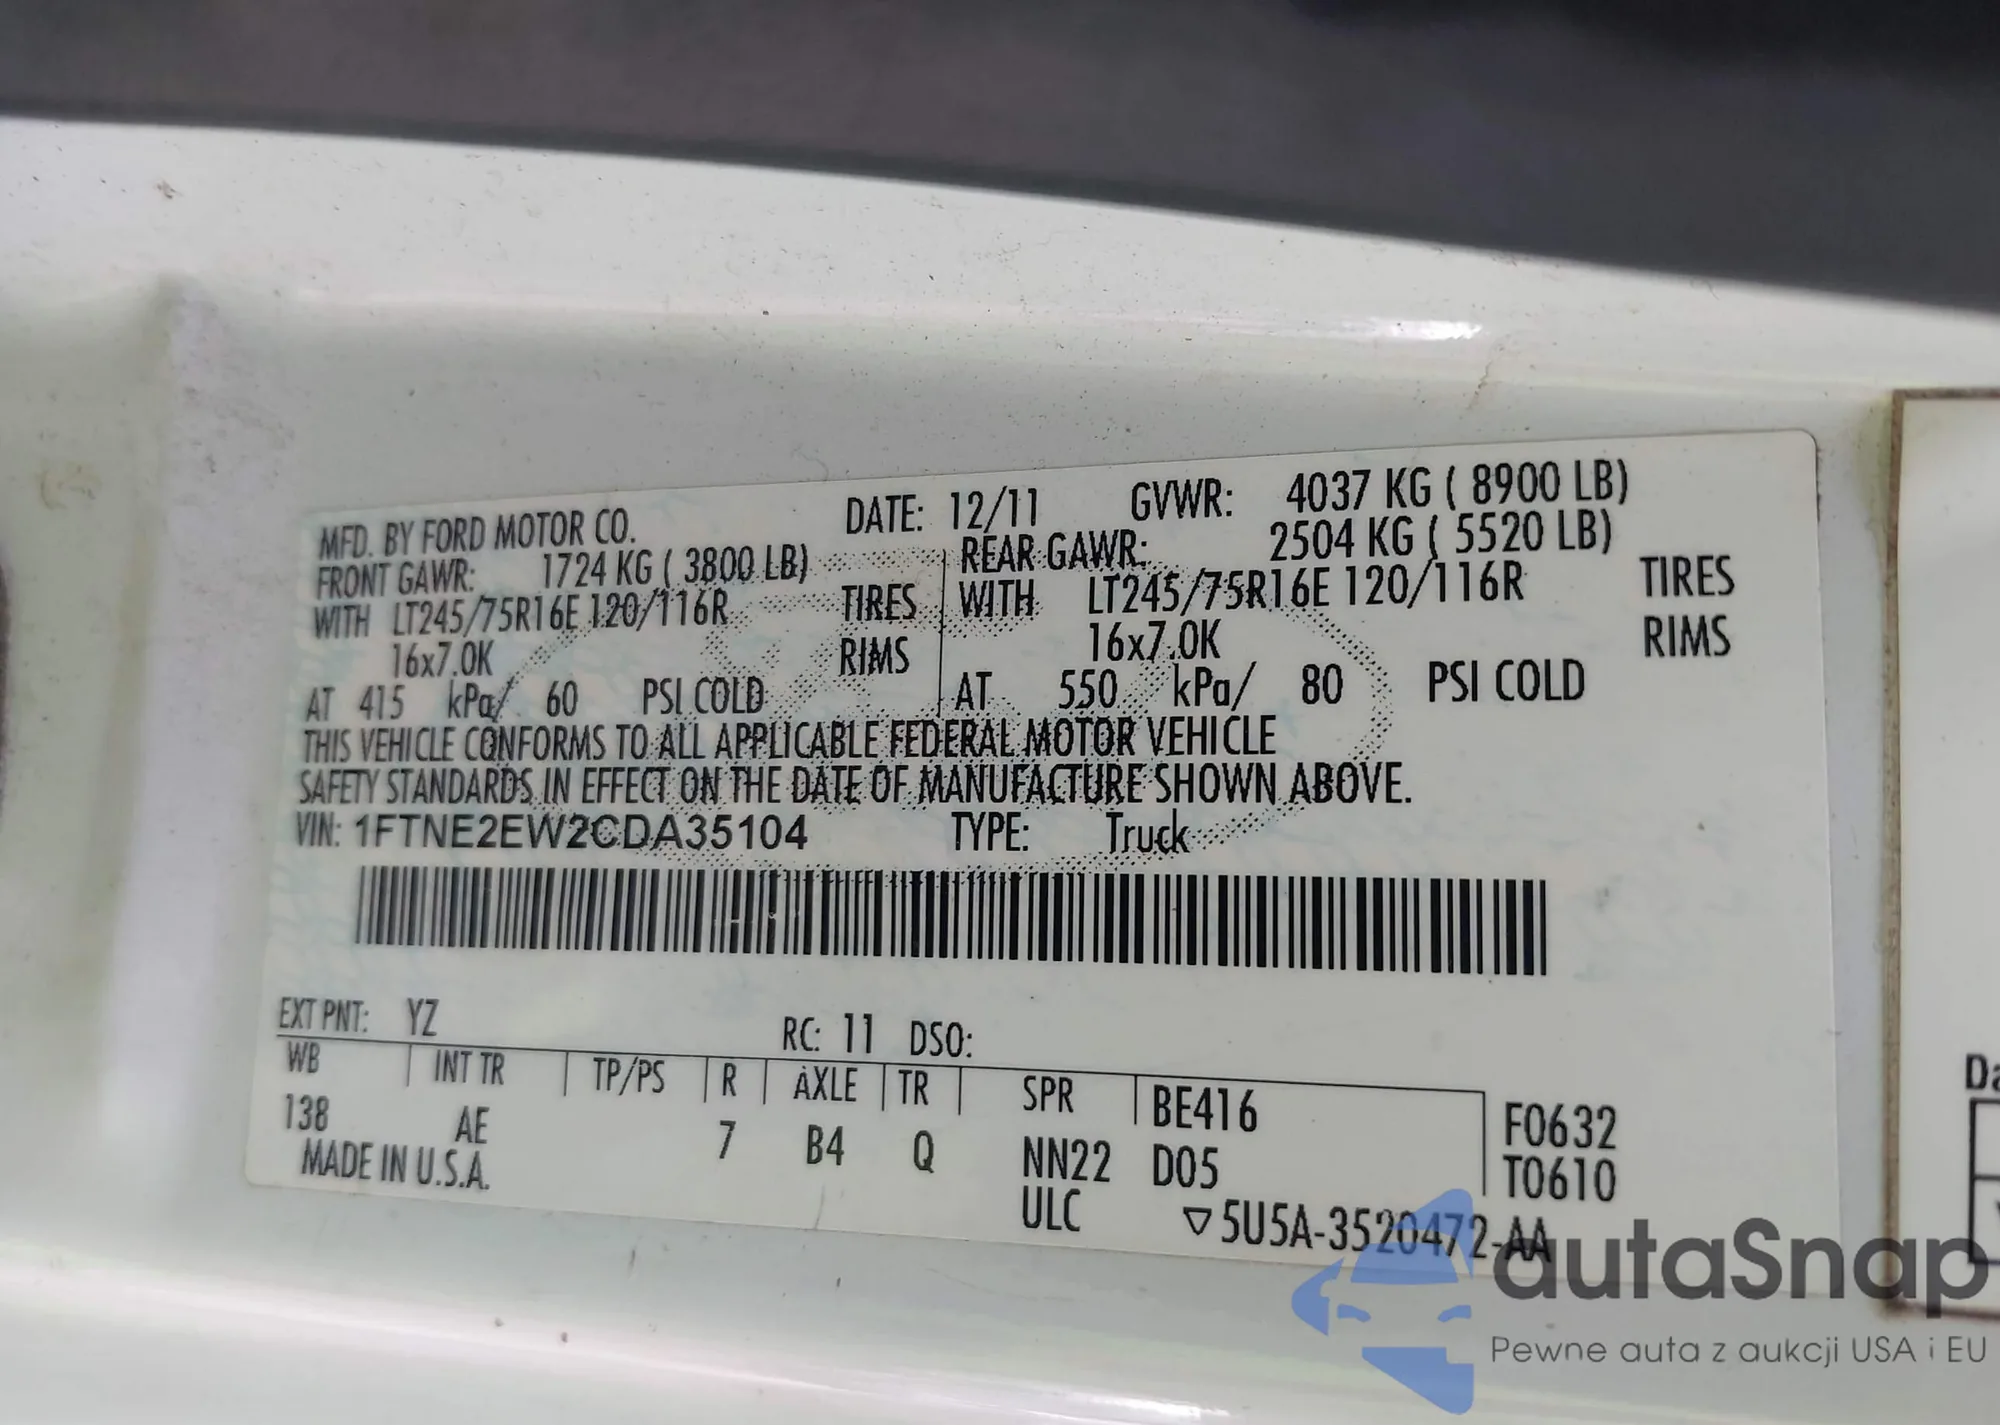 MFD. BY FORD MOTOR CO. DATE: 12/11 GVWR: 4037 KG ( 8900 LB)
FRONT GAWR: 1724 KG ( 3800 LB) REAR GAWR: 2504 KG ( 5520 LB)
WITH LT245/75R16E 120/116R TIRES WITH LT245/75R16E 120/116R TIRES
16x7.0K RIMS 16x7.0K RIMS
AT 415 kPa/ 60 PSI COLD AT 550 kPa/ 80 PSI COLD
THIS VEHICLE CONFORMS TO ALL APPLICABLE FEDERAL MOTOR VEHICLE
SAFETY STANDARDS IN EFFECT ON THE DATE OF MANUFACTURE SHOWN ABOVE.
VIN: 1FTNE2EW2CDA35104 TYPE: Truck
EXT PNT: YZ RC: 11 DSO:
WB INT TR TP/PS R AXLE TR SPR BE416 F0632
138 AE 7 B4 Q NN22 D05 T0610
MADE IN U.S.A. ULC ▽5U5A-3520472-AA
autaSnap
Pewne auta z aukcji USA i EU